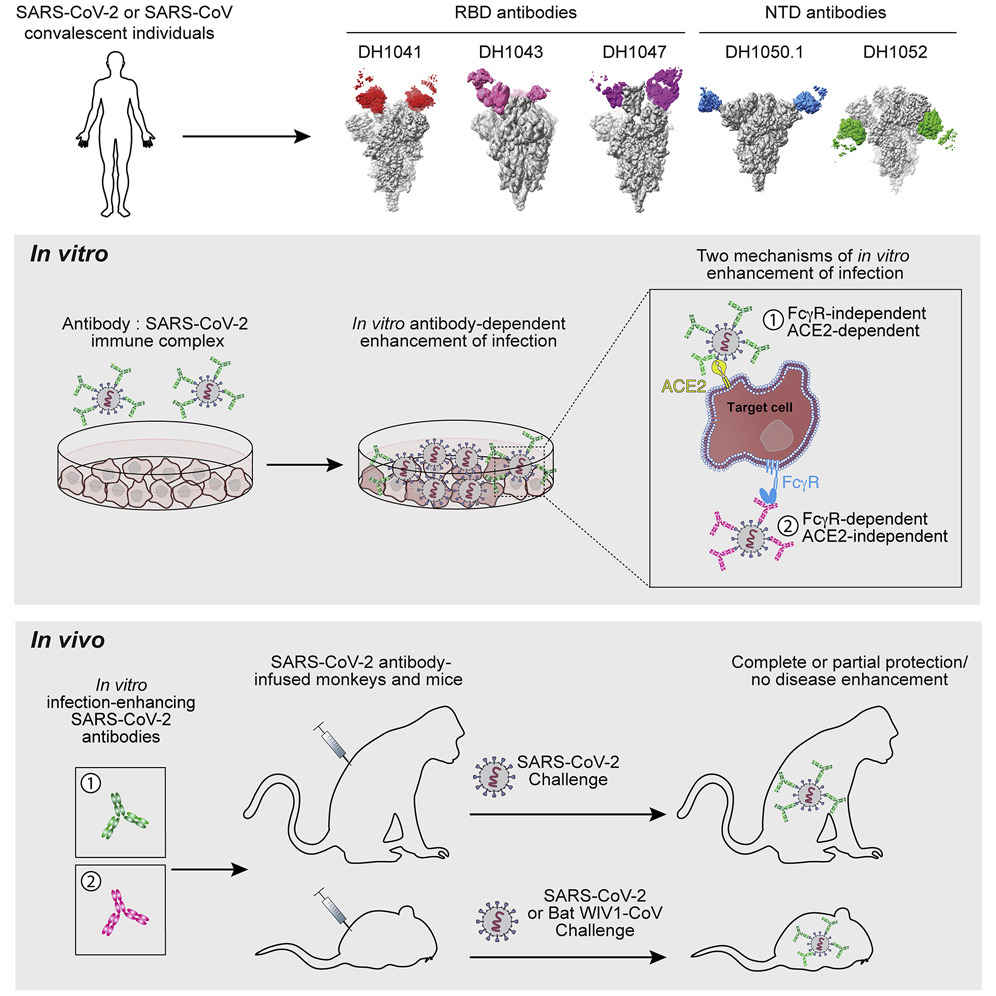 SARS-CoV-2 or SARS-CoV
convalescent individuals
RBD antibodies
NTD antibodies
DH1041
DH1043
DH1047
DH1050.1
DH1052
In vitro
Antibody : SARS-CoV-2
immune complex
In vitro antibody-dependent
enhancement of infection
Two mechanisms of in vitro
enhancement of infection
1 FcγR-independent
ACE2-dependent
ACE2
Target cell
FcγR
2 FcγR-dependent
ACE2-independent
In vivo
In vitro
infection-enhancing
SARS-CoV-2
antibodies
1
2
SARS-CoV-2 antibody-
infused monkeys and mice
SARS-CoV-2
Challenge
SARS-CoV-2
or Bat WIV1-CoV
Challenge
Complete or partial protection/
no disease enhancement